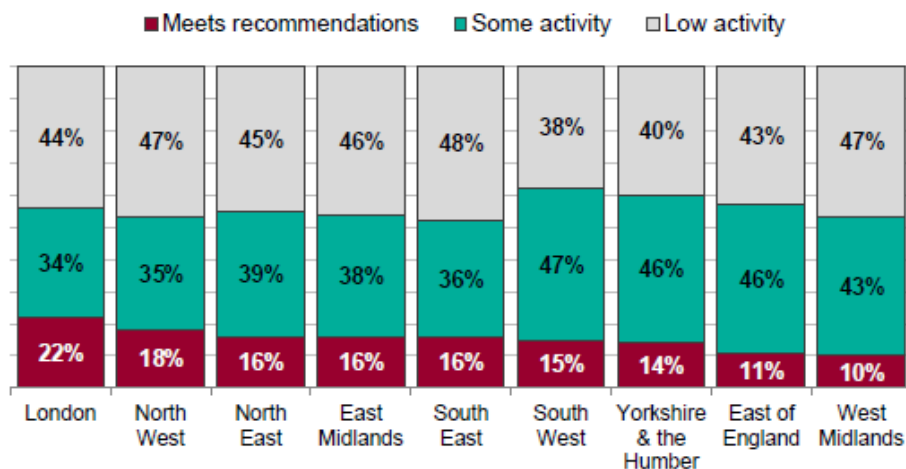 Meets recommendations Some activity Low activity
44% 47% 45% 46% 48% 38% 40% 43% 47%
34% 35% 39% 38% 36% 47% 46% 46% 43%
22% 18% 16% 16% 16% 15% 14% 11% 10%
London North North East South South Yorkshire East of West
West East Midlands East West & the England Midlands
Humber